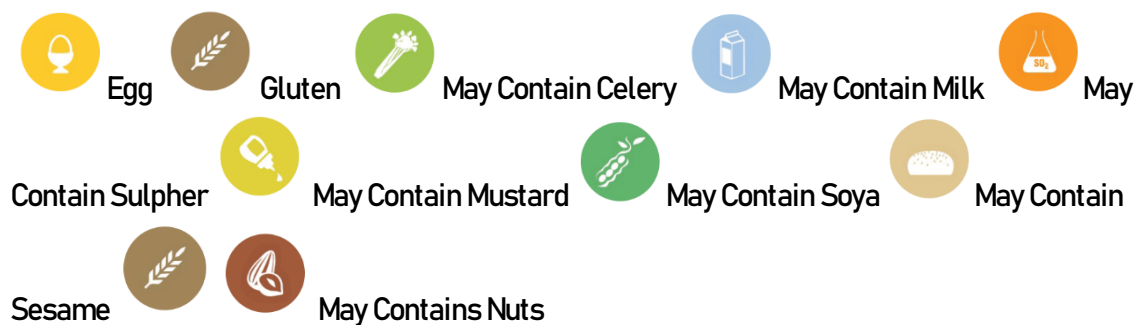 Egg Gluten May Contain Celery May Contain Milk SO₂ May
Contain Sulpher May Contain Mustard May Contain Soya May Contain
Sesame May Contains Nuts